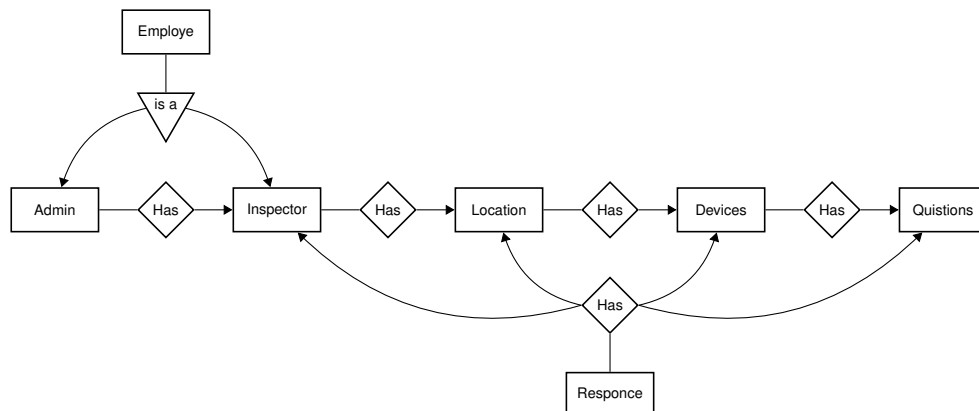 Employe
is a
Admin
Has
Inspector
Has
Location
Has
Devices
Has
Quistions
Has
Responce